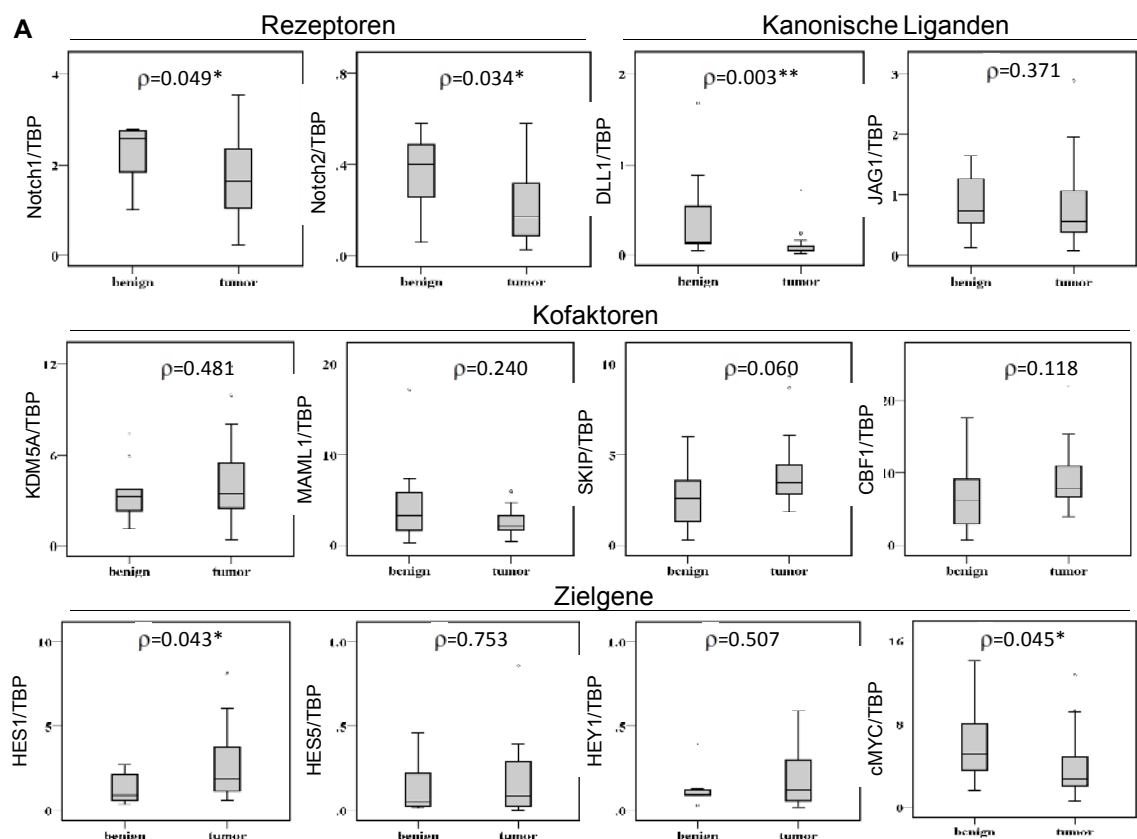 A
Rezeptoren
Kanonische Liganden
Notch1/TBP
4
2
0
ρ=0.049*
benign
tumor
Notch2/TBP
.8
.4
.0
ρ=0.034*
benign
tumor
DLL1/TBP
2
1
0
ρ=0.003**
benign
tumor
JAG1/TBP
3
2
1
0
ρ=0.371
benign
tumor
Kofaktoren
KDM5A/TBP
12
6
0
ρ=0.481
benign
tumor
MAML1/TBP
20
10
0
ρ=0.240
benign
tumor
SKIP/TBP
10
5
0
ρ=0.060
benign
tumor
CBF1/TBP
20
10
0
ρ=0.118
benign
tumor
Zielgene
HES1/TBP
10
5
0
ρ=0.043*
benign
tumor
HES5/TBP
1.0
.5
.0
ρ=0.753
benign
tumor
HEY1/TBP
1.0
.5
.0
ρ=0.507
benign
tumor
cMYC/TBP
16
8
0
ρ=0.045*
benign
tumor